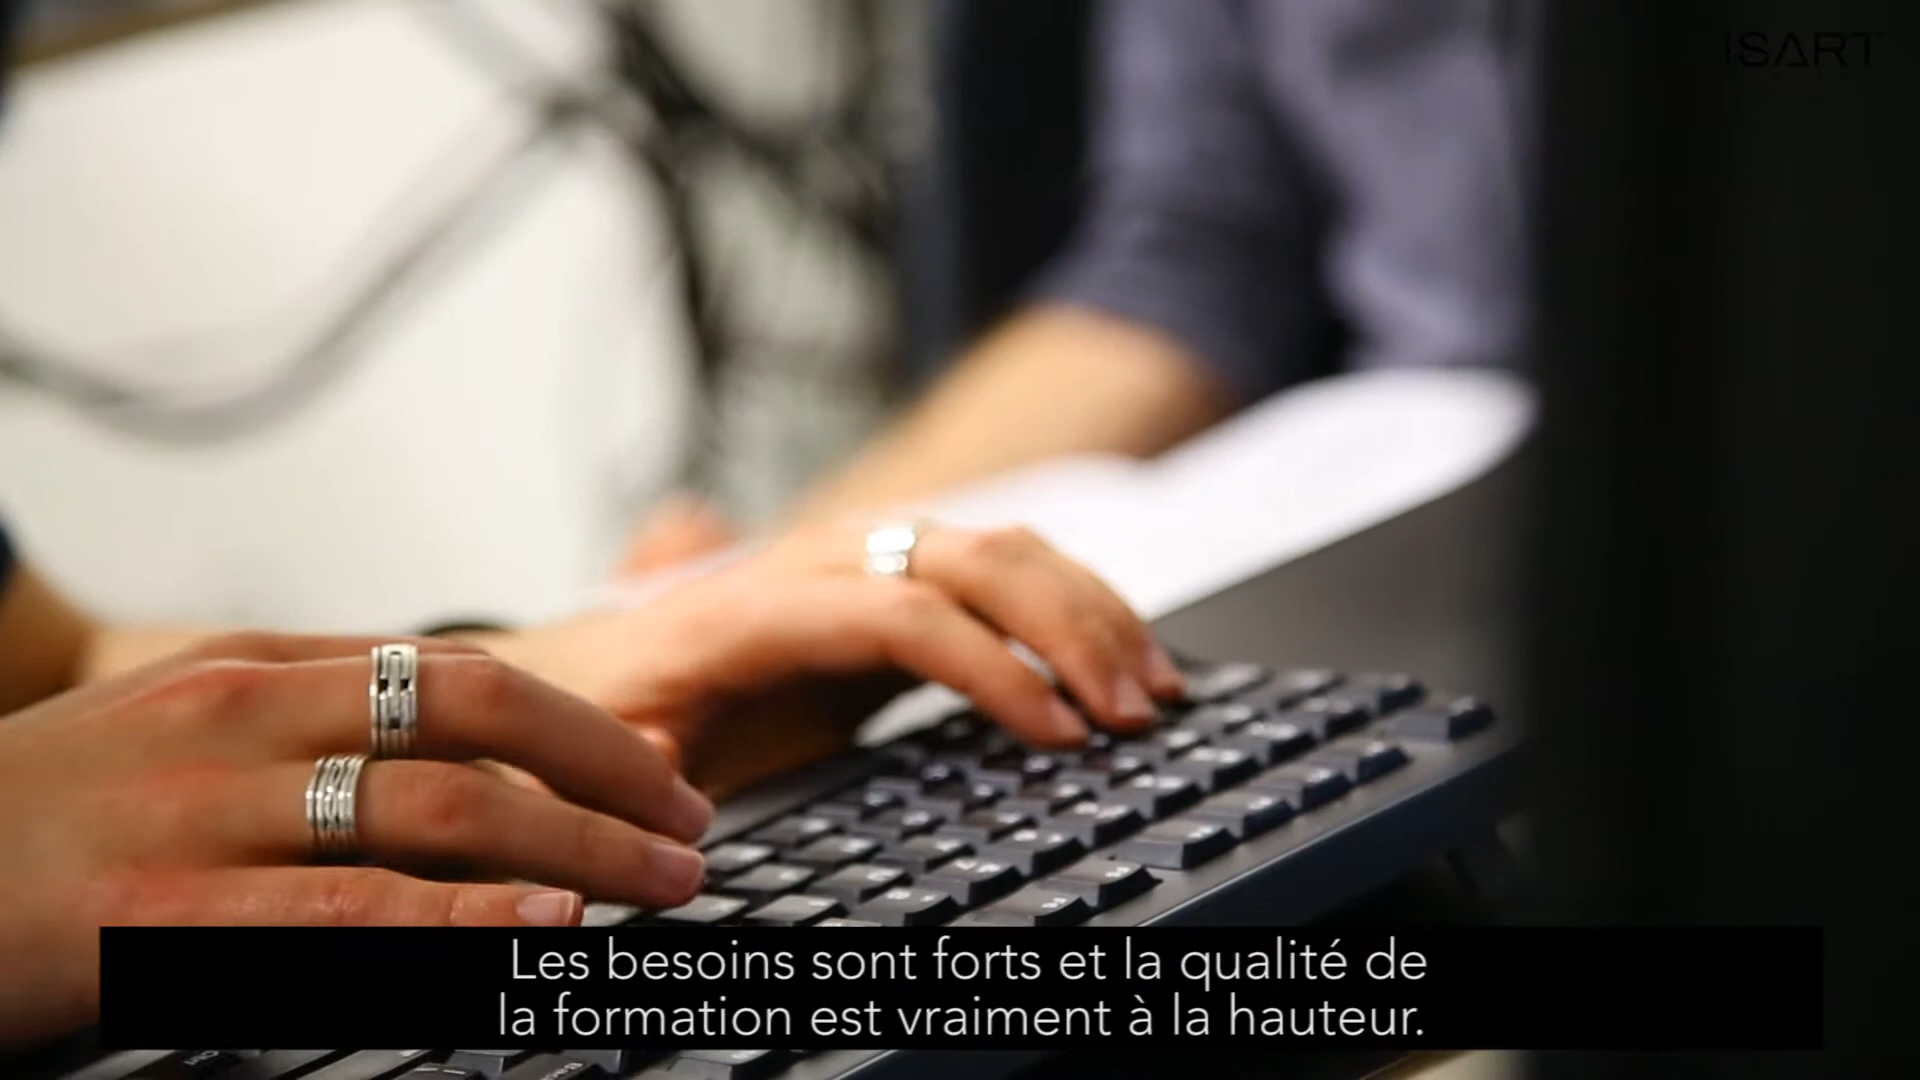 ISART
Les besoins sont forts et la qualité de
la formation est vraiment à la hauteur.